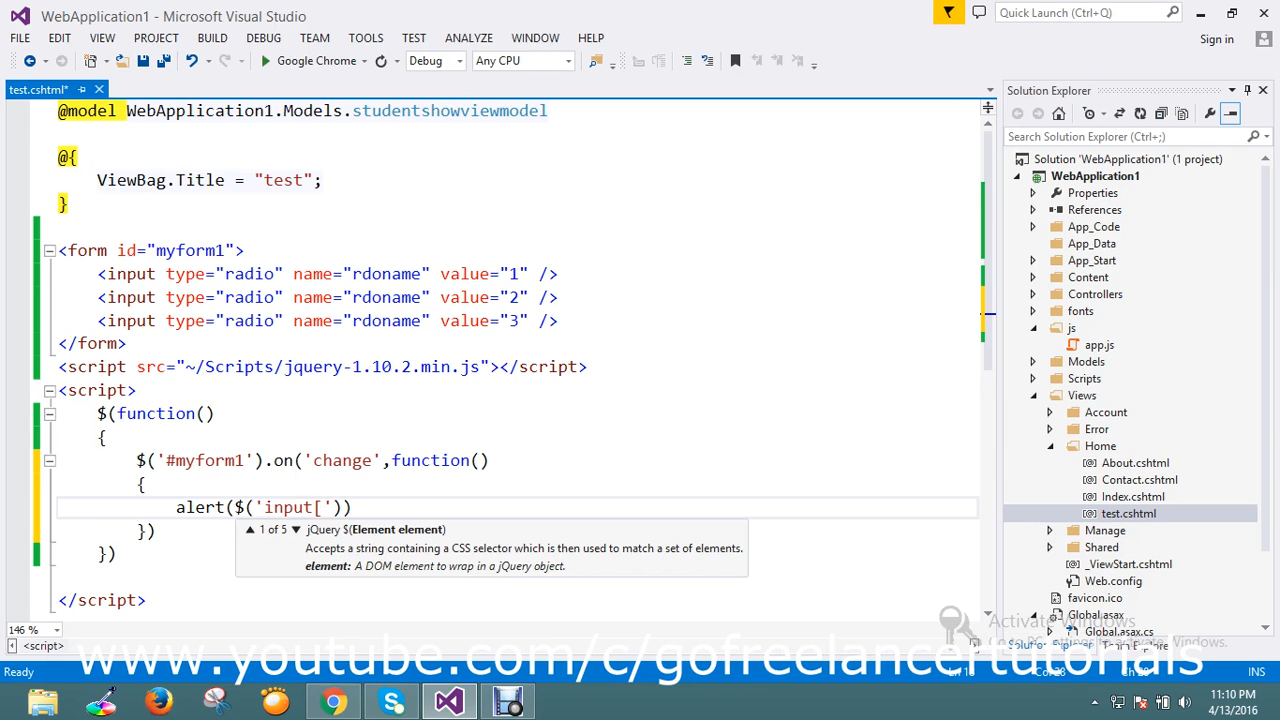 WebApplication1 - Microsoft Visual Studio
Quick Launch (Ctrl+Q)
FILE EDIT VIEW PROJECT BUILD DEBUG TEAM TOOLS TEST ANALYZE WINDOW HELP
Sign in
Google Chrome Debug Any CPU
test.cshtml*
@model WebApplication1.Models.studentshowviewmodel
@{
ViewBag.Title = "test";
}
<form id="myform1">
<input type="radio" name="rdoname" value="1" />
<input type="radio" name="rdoname" value="2" />
<input type="radio" name="rdoname" value="3" />
</form>
<script src="~/Scripts/jquery-1.10.2.min.js"></script>
<script>
$(function()
{
$('#myform1').on('change',function()
{
alert($('input['))
})
})
</script>
1 of 5 jQuery $(Element element)
Accepts a string containing a CSS selector which is then used to match a set of elements.
element: A DOM element to wrap in a jQuery object.
146 %
<script>
Solution Explorer
Search Solution Explorer (Ctrl+;)
Solution 'WebApplication1' (1 project)
WebApplication1
Properties
References
App_Code
App_Data
App_Start
Content
Controllers
fonts
js
app.js
Models
Scripts
Views
Account
Error
Home
About.cshtml
Contact.cshtml
Index.cshtml
test.cshtml
Manage
Shared
_ViewStart.cshtml
Web.config
favicon.ico
Global.asax
Global.asax.cs
Activate Windows
www.youtube.com/c/gofreelancertutorials
Ready
INS
11:10 PM
4/13/2016